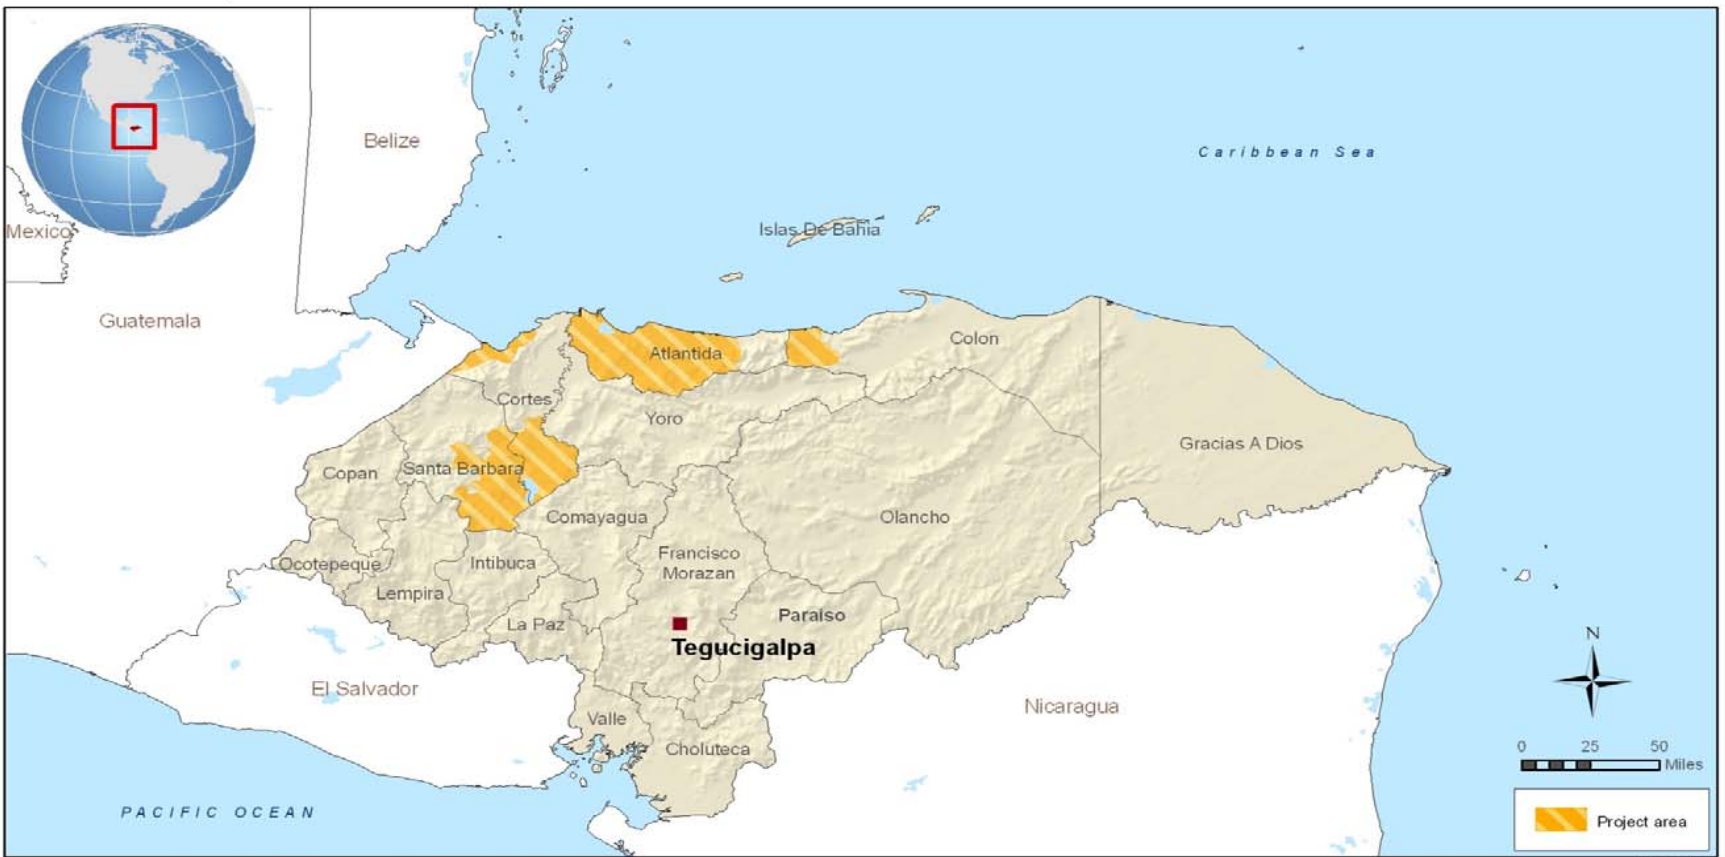 Belize
Caribbean Sea
Mexico
Islas De Bahia
Guatemala
Atlantida
Colon
Cortes
Yoro
Gracias A Dios
Copan
Santa Barbara
Comayagua
Olancho
Francisco
Morazan
Ocotepeque
Intibuca
Lempira
Paraiso
La Paz
Tegucigalpa
N
El Salvador
Nicaragua
Valle
Choluteca
0 25 50
Miles
PACIFIC OCEAN
Project area